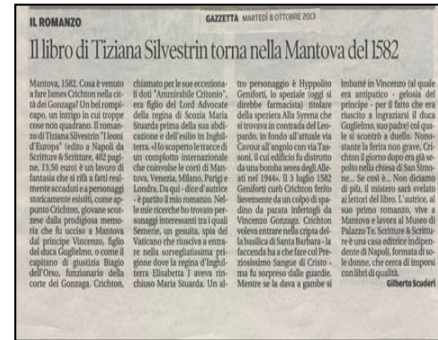 IL ROMANZO
GAZZETTA MARTEDÌ 8 OTTOBRE 2013
Il libro di Tiziana Silvestrin torna nella Mantova del 1582
Mantova, 1582. Cosa è venuto
a fare James Crichton nella cit-
tà dei Gonzaga? Un bel rompi-
capo, un intrigo in cui troppe
cose non quadrano. Il roman-
zo di Tiziana Silvestrin "I leoni
d'Europa" (edito a Napoli da
Scrittura & Scritture, 402 pagi-
ne, 13,50 euro) è un lavoro di
fantasia che si rifà a fatti real-
mente accaduti e a personaggi
storicamente esistiti, come ap-
punto Crichton, giovane scoz-
zese dalla prodigiosa memo-
ria che fu ucciso a Mantova
dal principe Vincenzo, figlio
del duca Guglielmo, o come il
capitano di giustizia Biagio
dell'Orso, funzionario della
corte dei Gonzaga. Crichton,
chiamato per le sue ecceziona-
li doti "Ammirabile Critonio",
era figlio del Lord Advocate
della regina di Scozia Maria
Stuarda prima della sua abdi-
cazione e dell'esilio in Inghil-
terra. «Ho scoperto le tracce di
un complotto internazionale
che coinvolse le corti di Man-
tova, Venezia, Milano, Parigi e
Londra. Da qui - dice d'autrice
- è partito il mio romanzo. Nel-
le mie ricerche ho trovato per-
sonaggi interessanti tra i quali
Semerie, un gesuita, spia del
Vaticano che riusciva a entra-
re nella sorvegliatissima pri-
gione dove la regina d'Inghil-
terra Elisabetta I aveva rin-
chiuso Maria Stuarda. Un al-
tro personaggio è Hyppolito
Geniforti, lo speziale (oggi si
direbbe farmacista) titolare
della speziera Alla Syrena che
si trovava in contrada del Leo-
pardo, in fondo all'attuale via
Cavour all'angolo con via Tas-
soni, il cui edificio fu distrutto
da una bomba aerea degli Alle-
ati nel 1944». Il 3 luglio 1582
Geniforti curò Crichton ferito
lievemente da un colpo di spa-
dino da parate infertogli da
Vincenzo Gonzaga. Crichton
voleva entrare nella cripta del-
la basilica di Santa Barbara - la
faccenda ha a che fare col Pre-
ziosissimo Sangue di Cristo -
ma fu sorpreso dalle guardie.
Mentre se la dava a gambe si
imbatté in Vincenzo (al quale
era antipatico - gelosia del
principe - per il fatto che era
riuscito a ingraziarsi il duca
Guglielmo, suo padre) col qua-
le si scontrò a duello. Nono-
stante la ferita non grave, Cri-
chton il giorno dopo era già se-
polto nella chiesa di San Simo-
ne. Se così è... Non diciamo
di più, il mistero sarà svelato
ai lettori del libro. L'autrice, al
suo primo romanzo, vive a
Mantova e lavora al Museo di
Palazzo Te. Scrittura & Scrittu-
re è una casa editrice indipen-
dente di Napoli, formata di so-
le donne, che cerca di imporsi
con libri di qualità.
Gilberto Scuderi